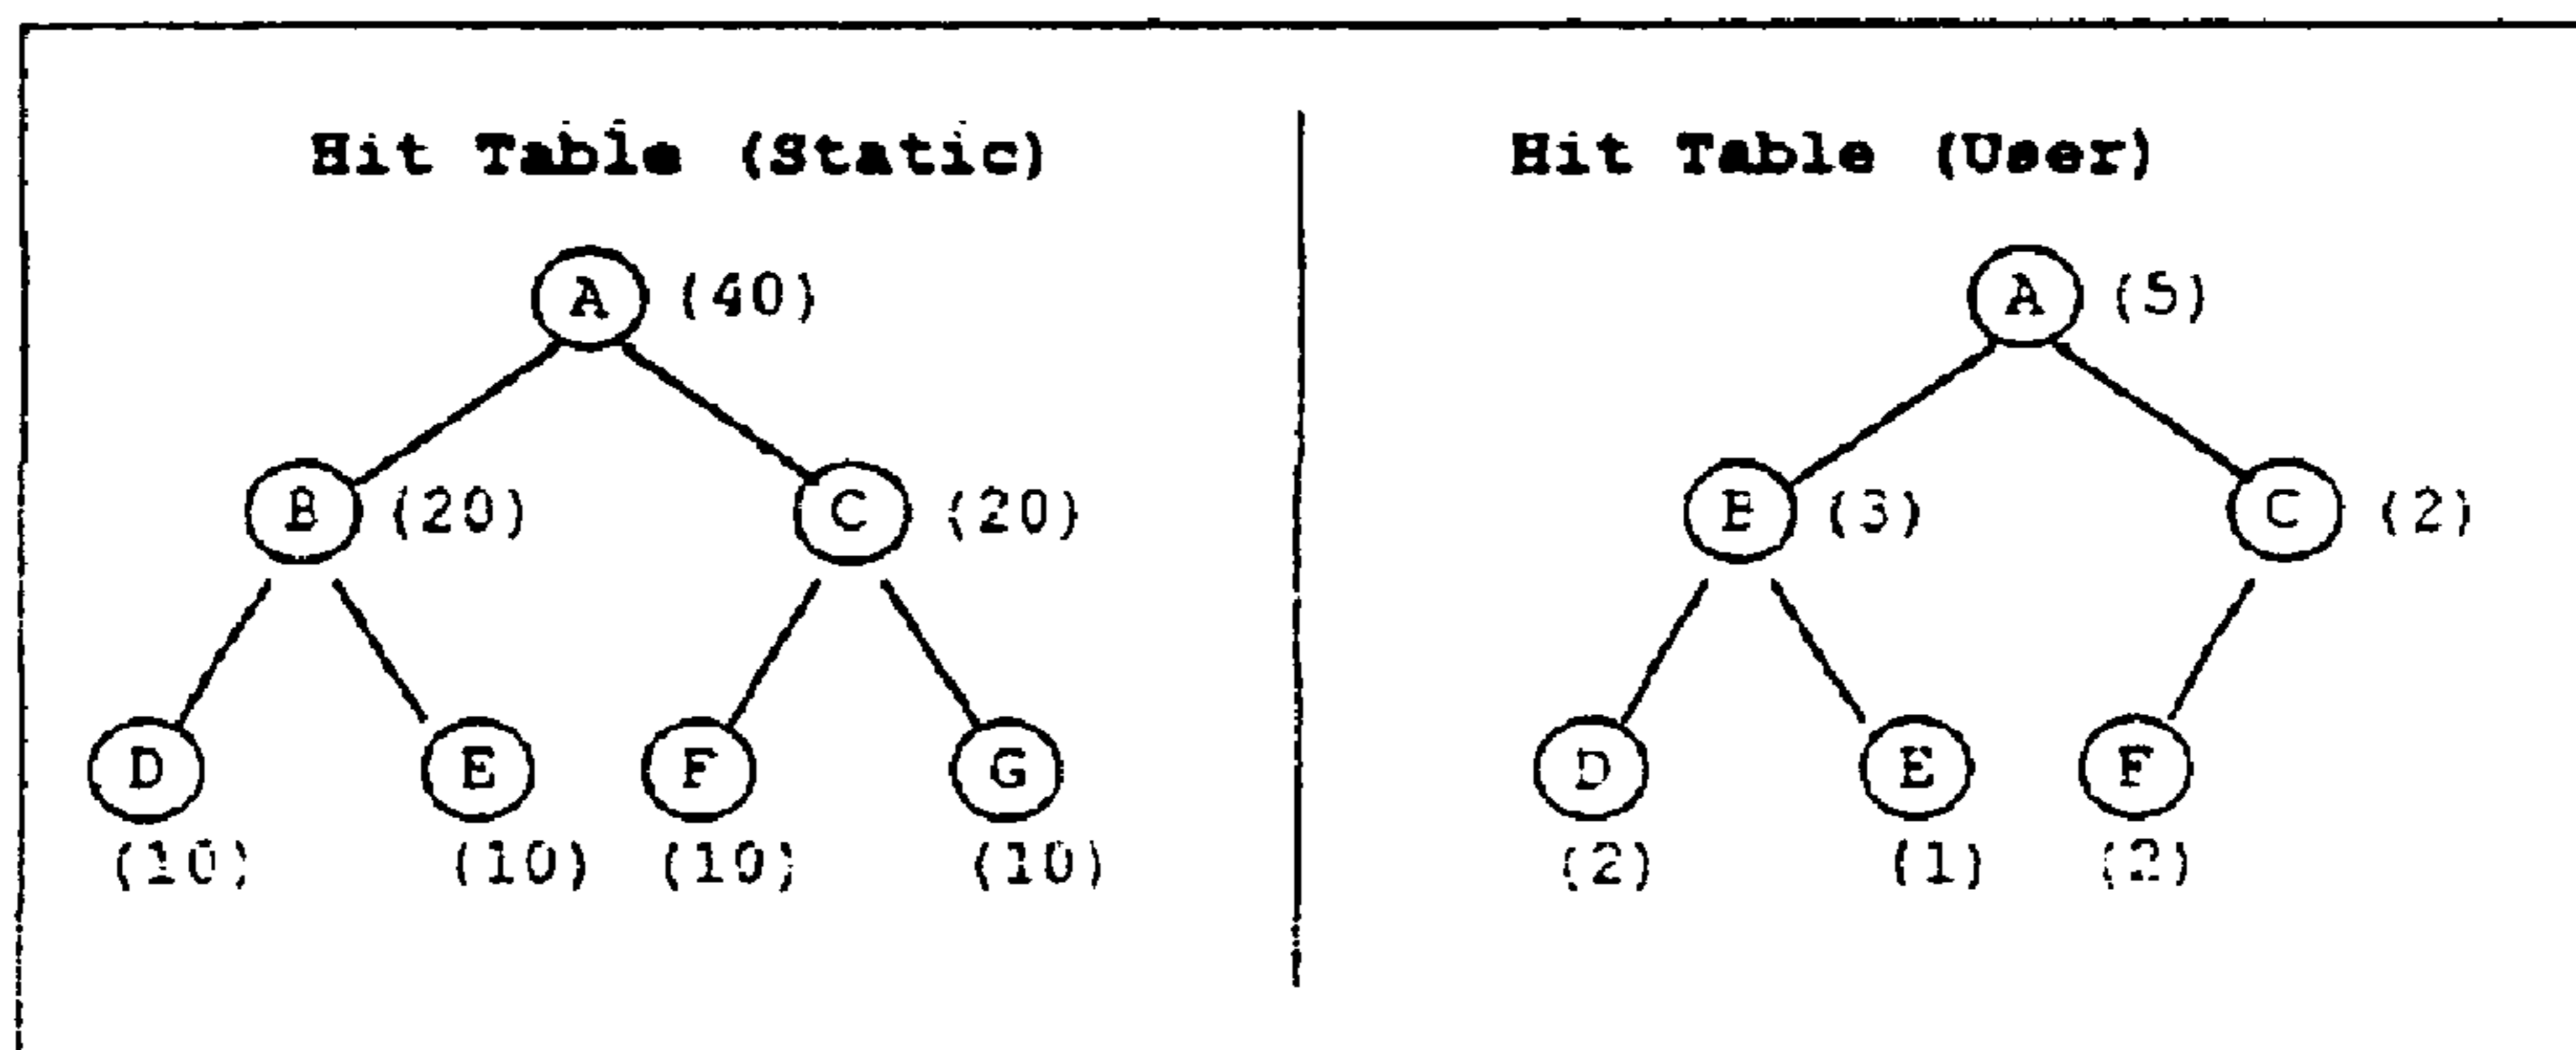 Hit Table (Static)
A (40)
B (20) C (20)
D E F G
(10) (10) (10) (10)
Hit Table (User)
A (5)
B (3) C (2)
D E F
(2) (1) (2)